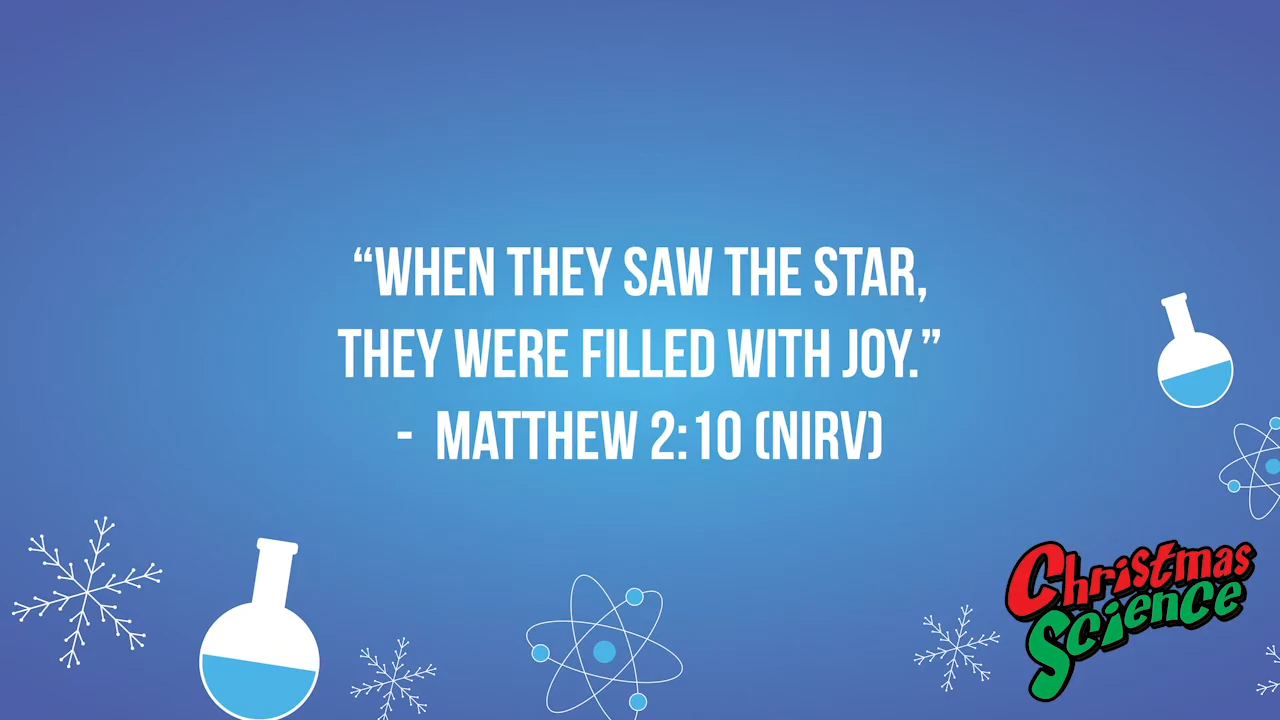 “WHEN THEY SAW THE STAR,
THEY WERE FILLED WITH JOY.”
- MATTHEW 2:10 (NIRV)
Christmas
Science